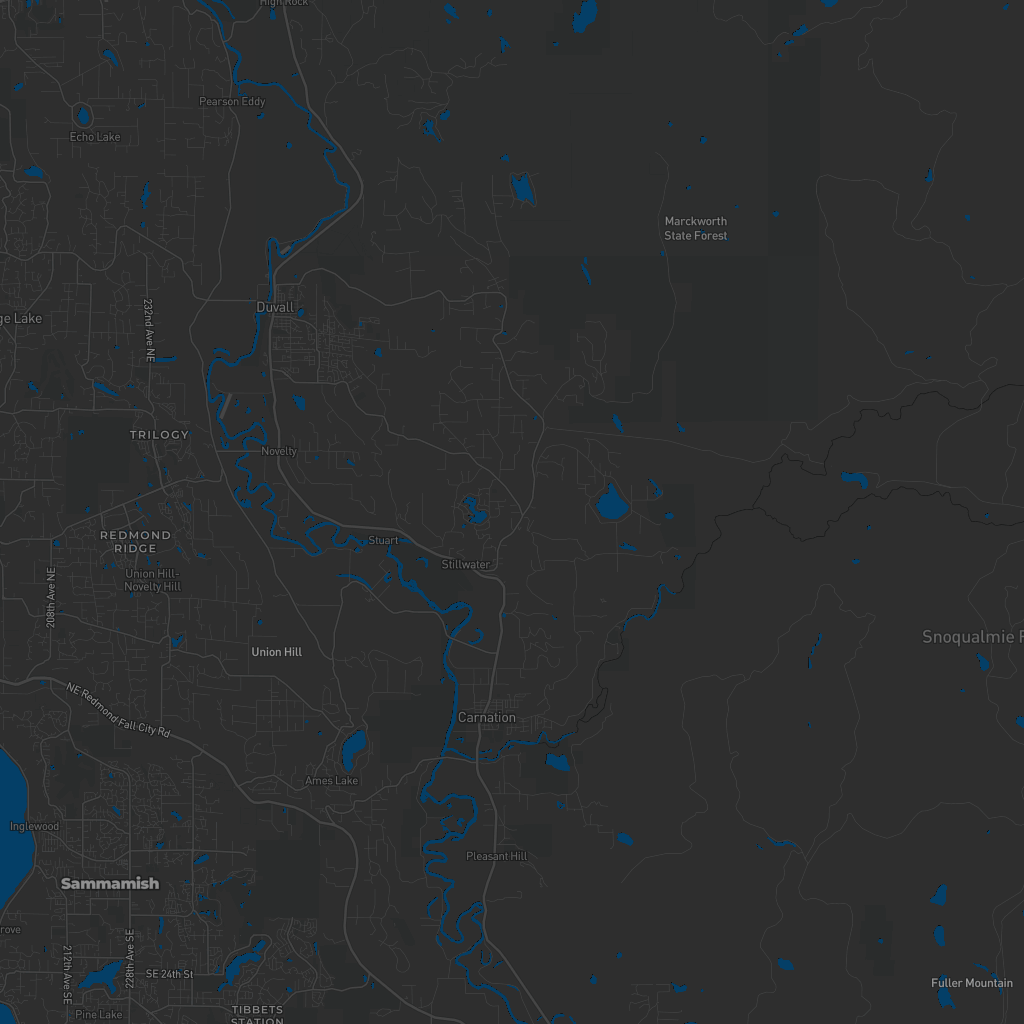 High Rock
Pearson Eddy
Echo Lake
Marckworth
State Forest
Duvall
ge Lake
232nd Ave NE
TRILOGY
Novelty
REDMOND
RIDGE
Stuart
Stillwater
Union Hill-
Novelty Hill
208th Ave NE
Snoqualmie
Union Hill
NE Redmond Fall City Rd
Carnation
Ames Lake
Inglewood
Pleasant Hill
Sammamish
rove
212th Ave SE
228th Ave SE
SE 24th St
Fuller Mountain
Pine Lake
TIBBETS
STATION